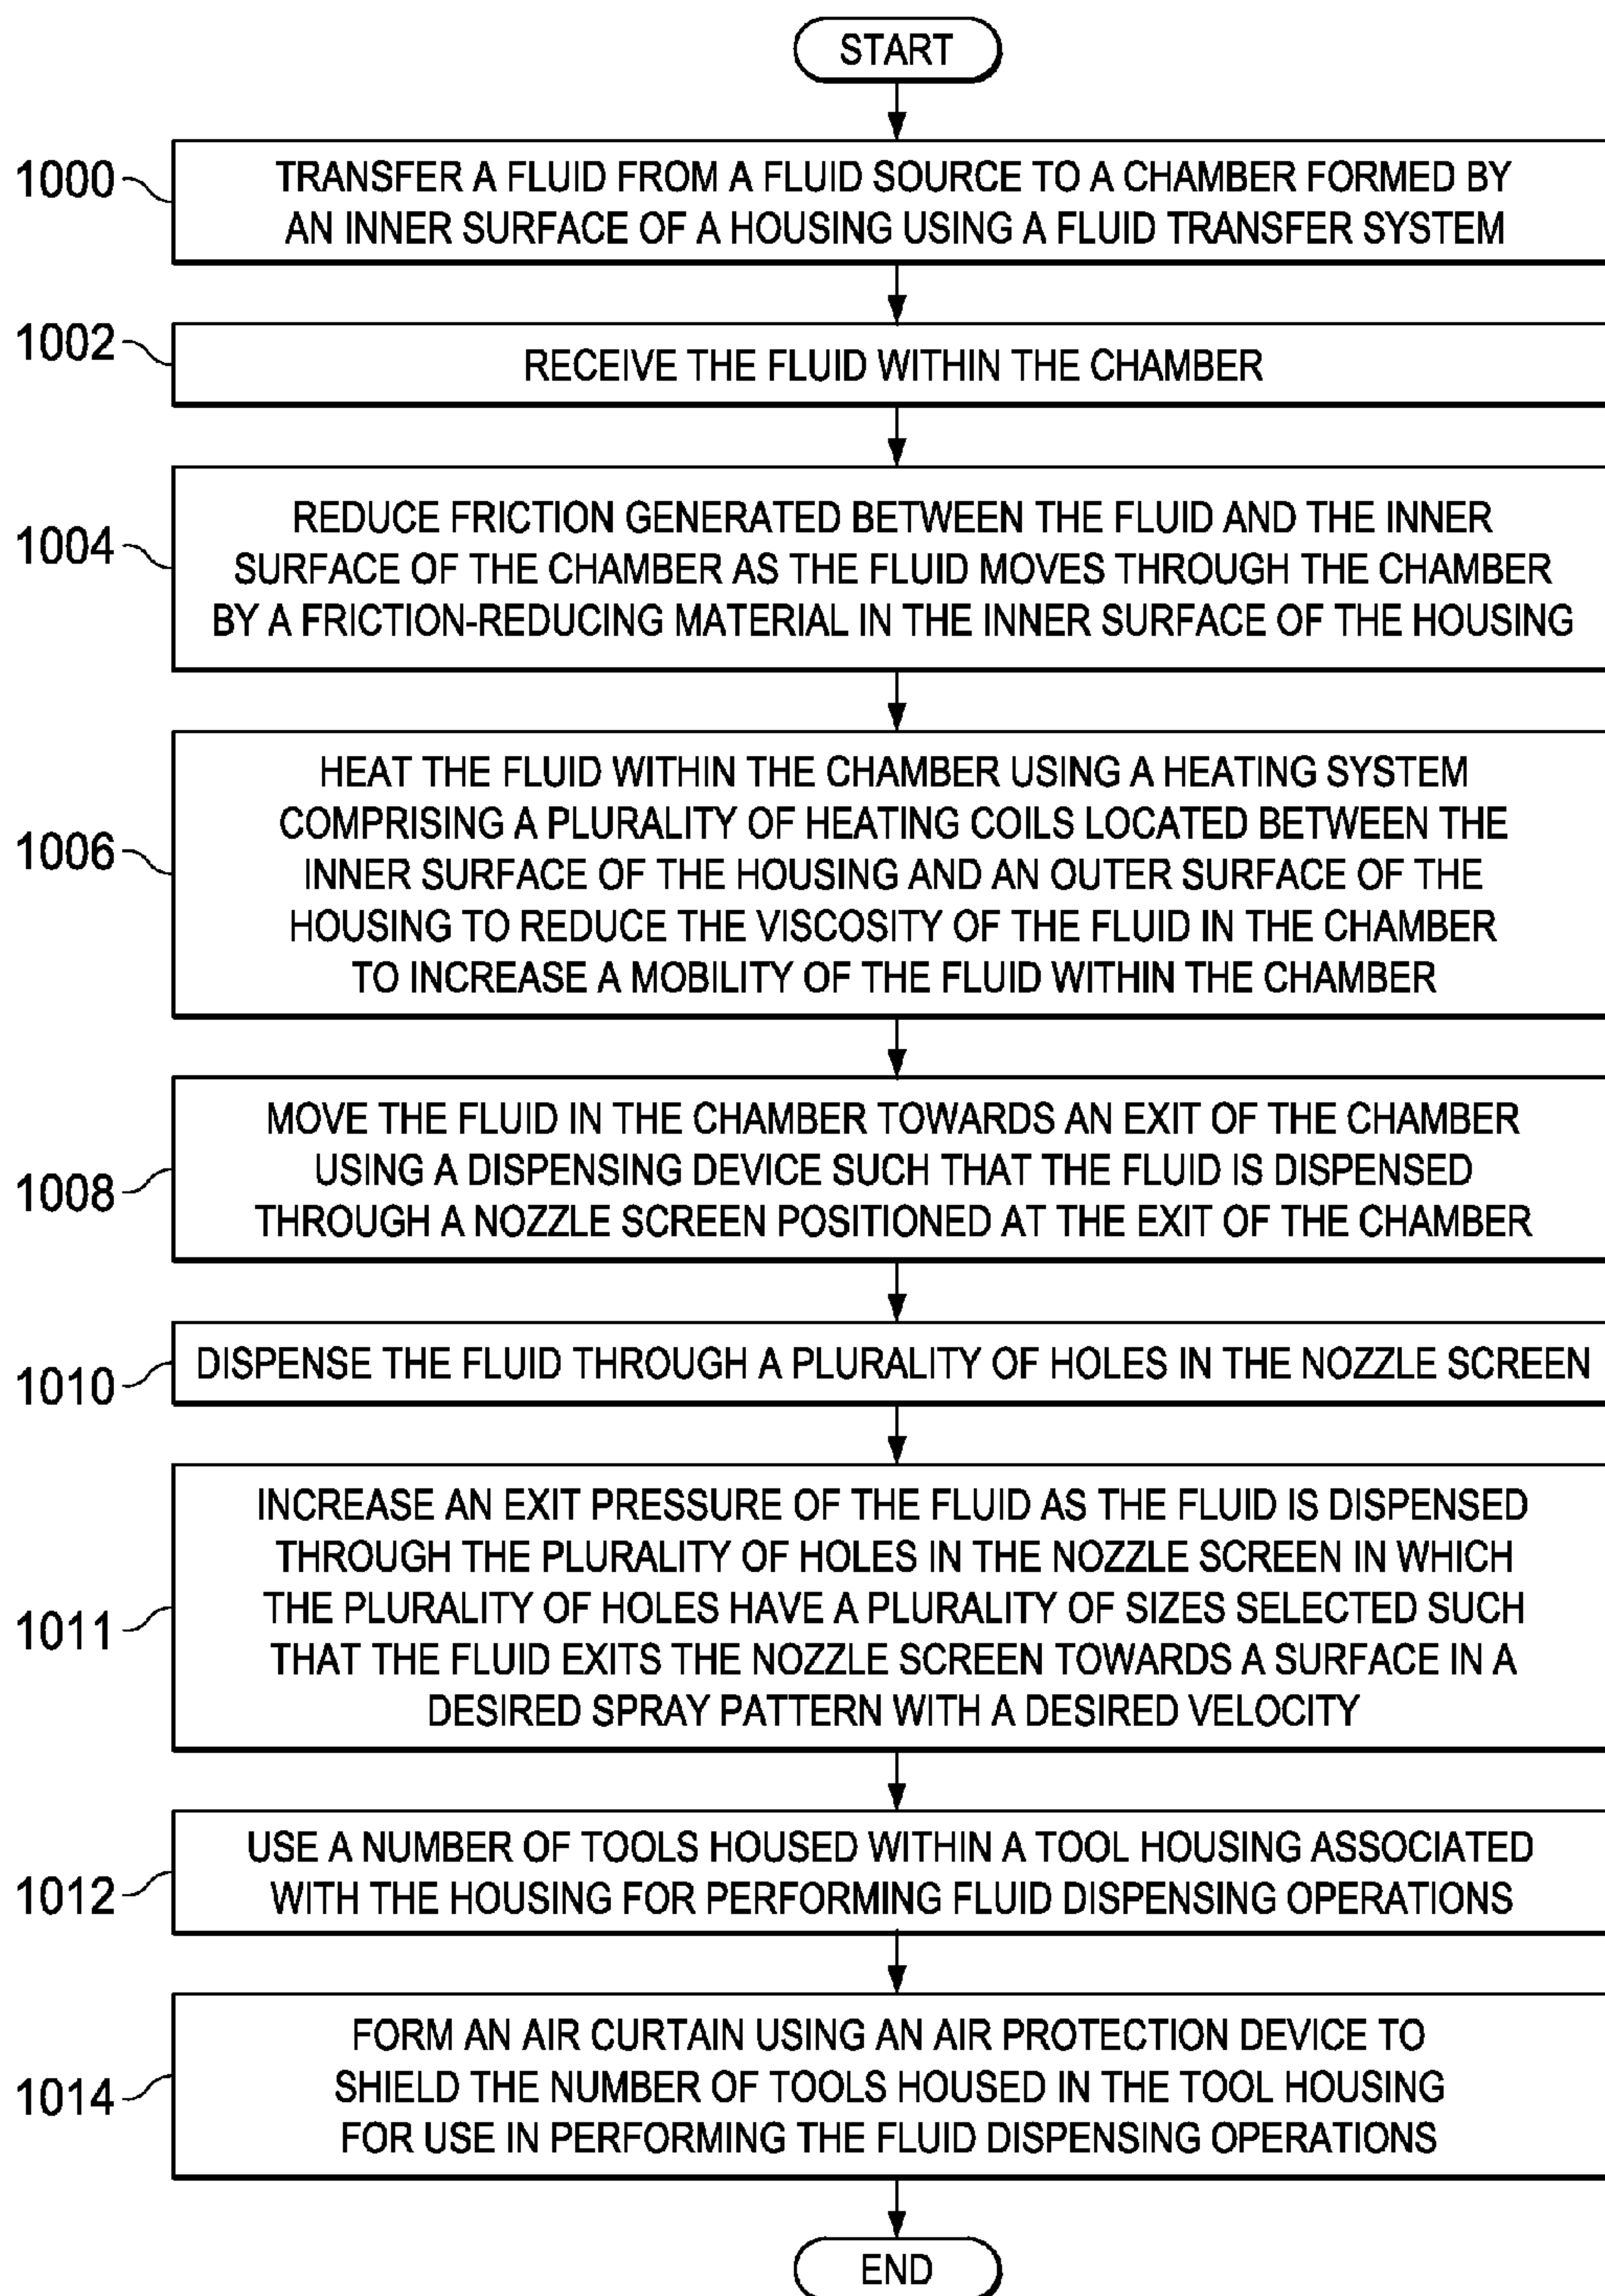 START
1000
TRANSFER A FLUID FROM A FLUID SOURCE TO A CHAMBER FORMED BY
AN INNER SURFACE OF A HOUSING USING A FLUID TRANSFER SYSTEM
1002
RECEIVE THE FLUID WITHIN THE CHAMBER
1004
REDUCE FRICTION GENERATED BETWEEN THE FLUID AND THE INNER
SURFACE OF THE CHAMBER AS THE FLUID MOVES THROUGH THE CHAMBER
BY A FRICTION-REDUCING MATERIAL IN THE INNER SURFACE OF THE HOUSING
1006
HEAT THE FLUID WITHIN THE CHAMBER USING A HEATING SYSTEM
COMPRISING A PLURALITY OF HEATING COILS LOCATED BETWEEN THE
INNER SURFACE OF THE HOUSING AND AN OUTER SURFACE OF THE
HOUSING TO REDUCE THE VISCOSITY OF THE FLUID IN THE CHAMBER
TO INCREASE A MOBILITY OF THE FLUID WITHIN THE CHAMBER
1008
MOVE THE FLUID IN THE CHAMBER TOWARDS AN EXIT OF THE CHAMBER
USING A DISPENSING DEVICE SUCH THAT THE FLUID IS DISPENSED
THROUGH A NOZZLE SCREEN POSITIONED AT THE EXIT OF THE CHAMBER
1010
DISPENSE THE FLUID THROUGH A PLURALITY OF HOLES IN THE NOZZLE SCREEN
1011
INCREASE AN EXIT PRESSURE OF THE FLUID AS THE FLUID IS DISPENSED
THROUGH THE PLURALITY OF HOLES IN THE NOZZLE SCREEN IN WHICH
THE PLURALITY OF HOLES HAVE A PLURALITY OF SIZES SELECTED SUCH
THAT THE FLUID EXITS THE NOZZLE SCREEN TOWARDS A SURFACE IN A
DESIRED SPRAY PATTERN WITH A DESIRED VELOCITY
1012
USE A NUMBER OF TOOLS HOUSED WITHIN A TOOL HOUSING ASSOCIATED
WITH THE HOUSING FOR PERFORMING FLUID DISPENSING OPERATIONS
1014
FORM AN AIR CURTAIN USING AN AIR PROTECTION DEVICE TO
SHIELD THE NUMBER OF TOOLS HOUSED IN THE TOOL HOUSING
FOR USE IN PERFORMING THE FLUID DISPENSING OPERATIONS
END